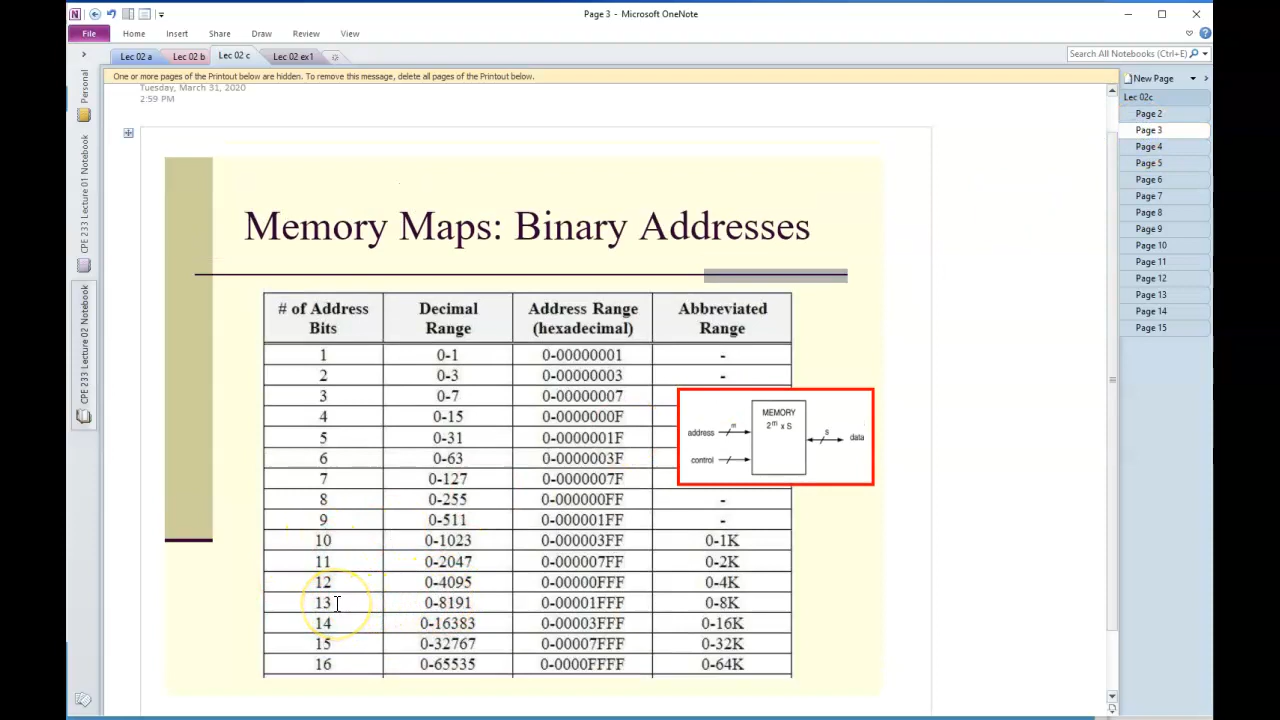 Page 3 - Microsoft OneNote
File Home Insert Share Draw Review View
Lec 02 a Lec 02 b Lec 02 c Lec 02 ex1
Search All Notebooks (Ctrl+E)
One or more pages of the Printout below are hidden. To remove this message, delete all pages of the Printout below.
New Page
Tuesday, March 31, 2020
2:59 PM
Personal
CPE 233 Lecture 01 Notebook
CPE 233 Lecture 02 Notebook
Memory Maps: Binary Addresses
# of Address Bits Decimal Range Address Range (hexadecimal) Abbreviated Range
1 0-1 0-00000001 -
2 0-3 0-00000003 -
3 0-7 0-00000007
4 0-15 0-0000000F
5 0-31 0-0000001F
6 0-63 0-0000003F
7 0-127 0-0000007F
8 0-255 0-000000FF -
9 0-511 0-000001FF -
10 0-1023 0-000003FF 0-1K
11 0-2047 0-000007FF 0-2K
12 0-4095 0-00000FFF 0-4K
13 0-8191 0-00001FFF 0-8K
14 0-16383 0-00003FFF 0-16K
15 0-32767 0-00007FFF 0-32K
16 0-65535 0-0000FFFF 0-64K
MEMORY
2^m x S
address m
s data
control
Lec 02c
Page 2
Page 3
Page 4
Page 5
Page 6
Page 7
Page 8
Page 9
Page 10
Page 11
Page 12
Page 13
Page 14
Page 15